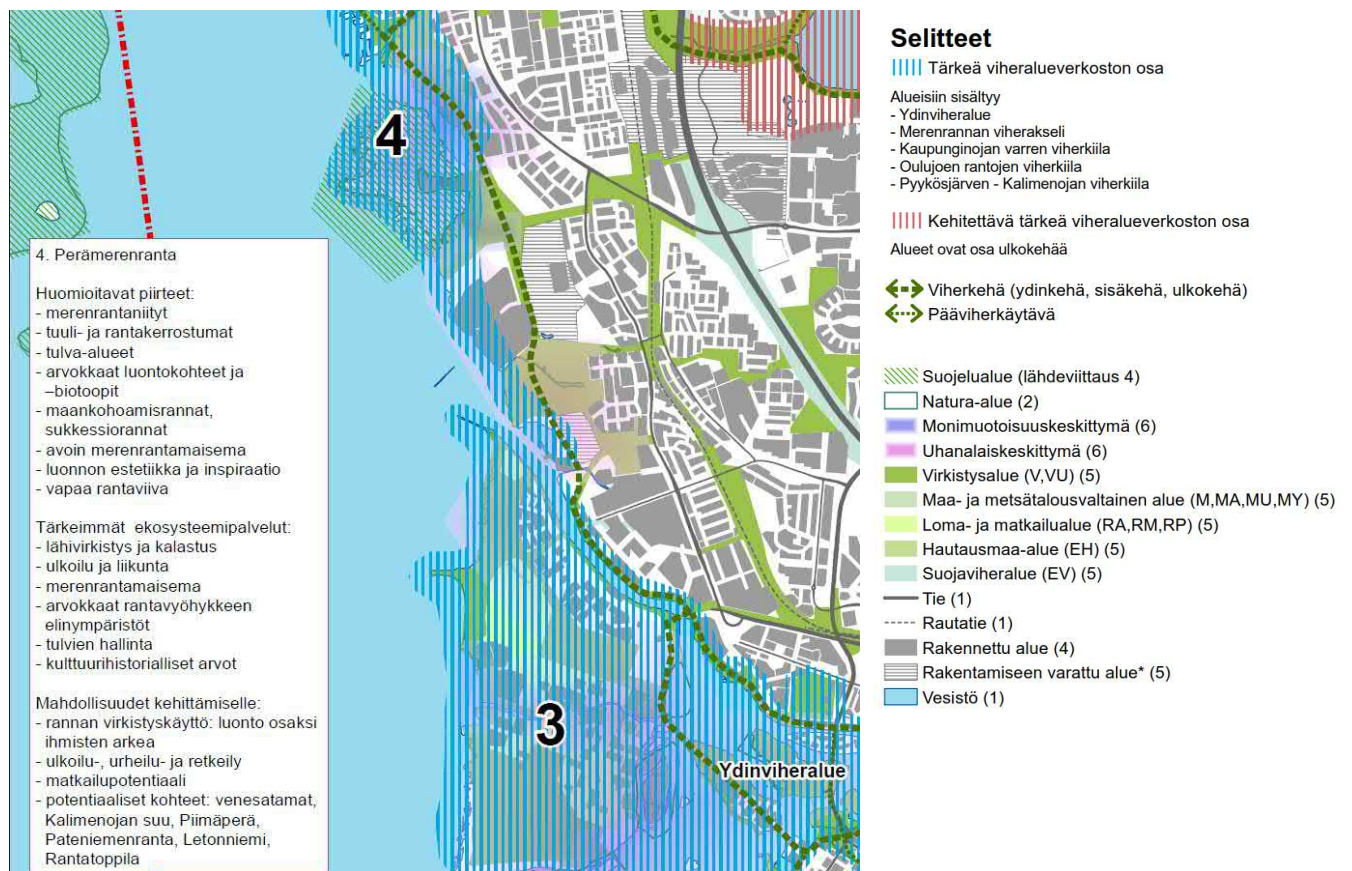 4
4. Perämerenranta
Huomioitavat piirteet:
- merenrantaniityt
- tuuli- ja rantakerrostumat
- tulva-alueet
- arvokkaat luontokohteet ja
–biotoopit
- maankohoamisrannat,
sukkessiorannat
- avoin merenrantamaisema
- luonnon estetiikka ja inspiraatio
- vapaa rantaviiva
Tärkeimmät ekosysteemipalvelut:
- lähivirkistys ja kalastus
- ulkoilu ja liikunta
- merenrantamaisema
- arvokkaat rantavyöhykkeen
elinympäristöt
- tulvien hallinta
- kulttuurihistorialliset arvot
Mahdollisuudet kehittämiselle:
- rannan virkistyskäyttö: luonto osaksi
ihmisten arkea
- ulkoilu-, urheilu- ja retkeily
- matkailupotentiaali
- potentiaaliset kohteet: venesatamat,
Kalimenojan suu, Piimäperä,
Pateniemenranta, Letonniemi,
Rantatoppila
3
Ydinviheralue
Selitteet
Tärkeä viheralueverkoston osa
Alueisiin sisältyy
- Ydinviheralue
- Merenrannan viherakseli
- Kaupunginojan varren viherkiila
- Oulujoen rantojen viherkiila
- Pyykösjärven - Kalimenojan viherkiila
Kehitettävä tärkeä viheralueverkoston osa
Alueet ovat osa ulkokehää
Viherkehä (ydinkehä, sisäkehä, ulkokehä)
Pääviherkäytävä
Suojelualue (lähdeviittaus 4)
Natura-alue (2)
Monimuotoisuuskeskittymä (6)
Uhanalaiskeskittymä (6)
Virkistysalue (V,VU) (5)
Maa- ja metsätalousvaltainen alue (M,MA,MU,MY) (5)
Loma- ja matkailualue (RA,RM,RP) (5)
Hautausmaa-alue (EH) (5)
Suojaviheralue (EV) (5)
Tie (1)
Rautatie (1)
Rakennettu alue (4)
Rakentamiseen varattu alue* (5)
Vesistö (1)